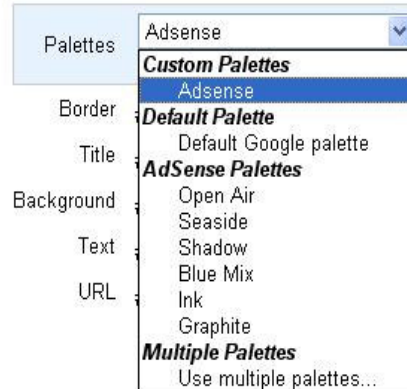 Palettes
Adsense
Custom Palettes
Adsense
Border
Default Palette
Default Google palette
Title
AdSense Palettes
Background
Open Air
Seaside
Shadow
Text
Blue Mix
URL
Ink
Graphite
Multiple Palettes
Use multiple palettes...